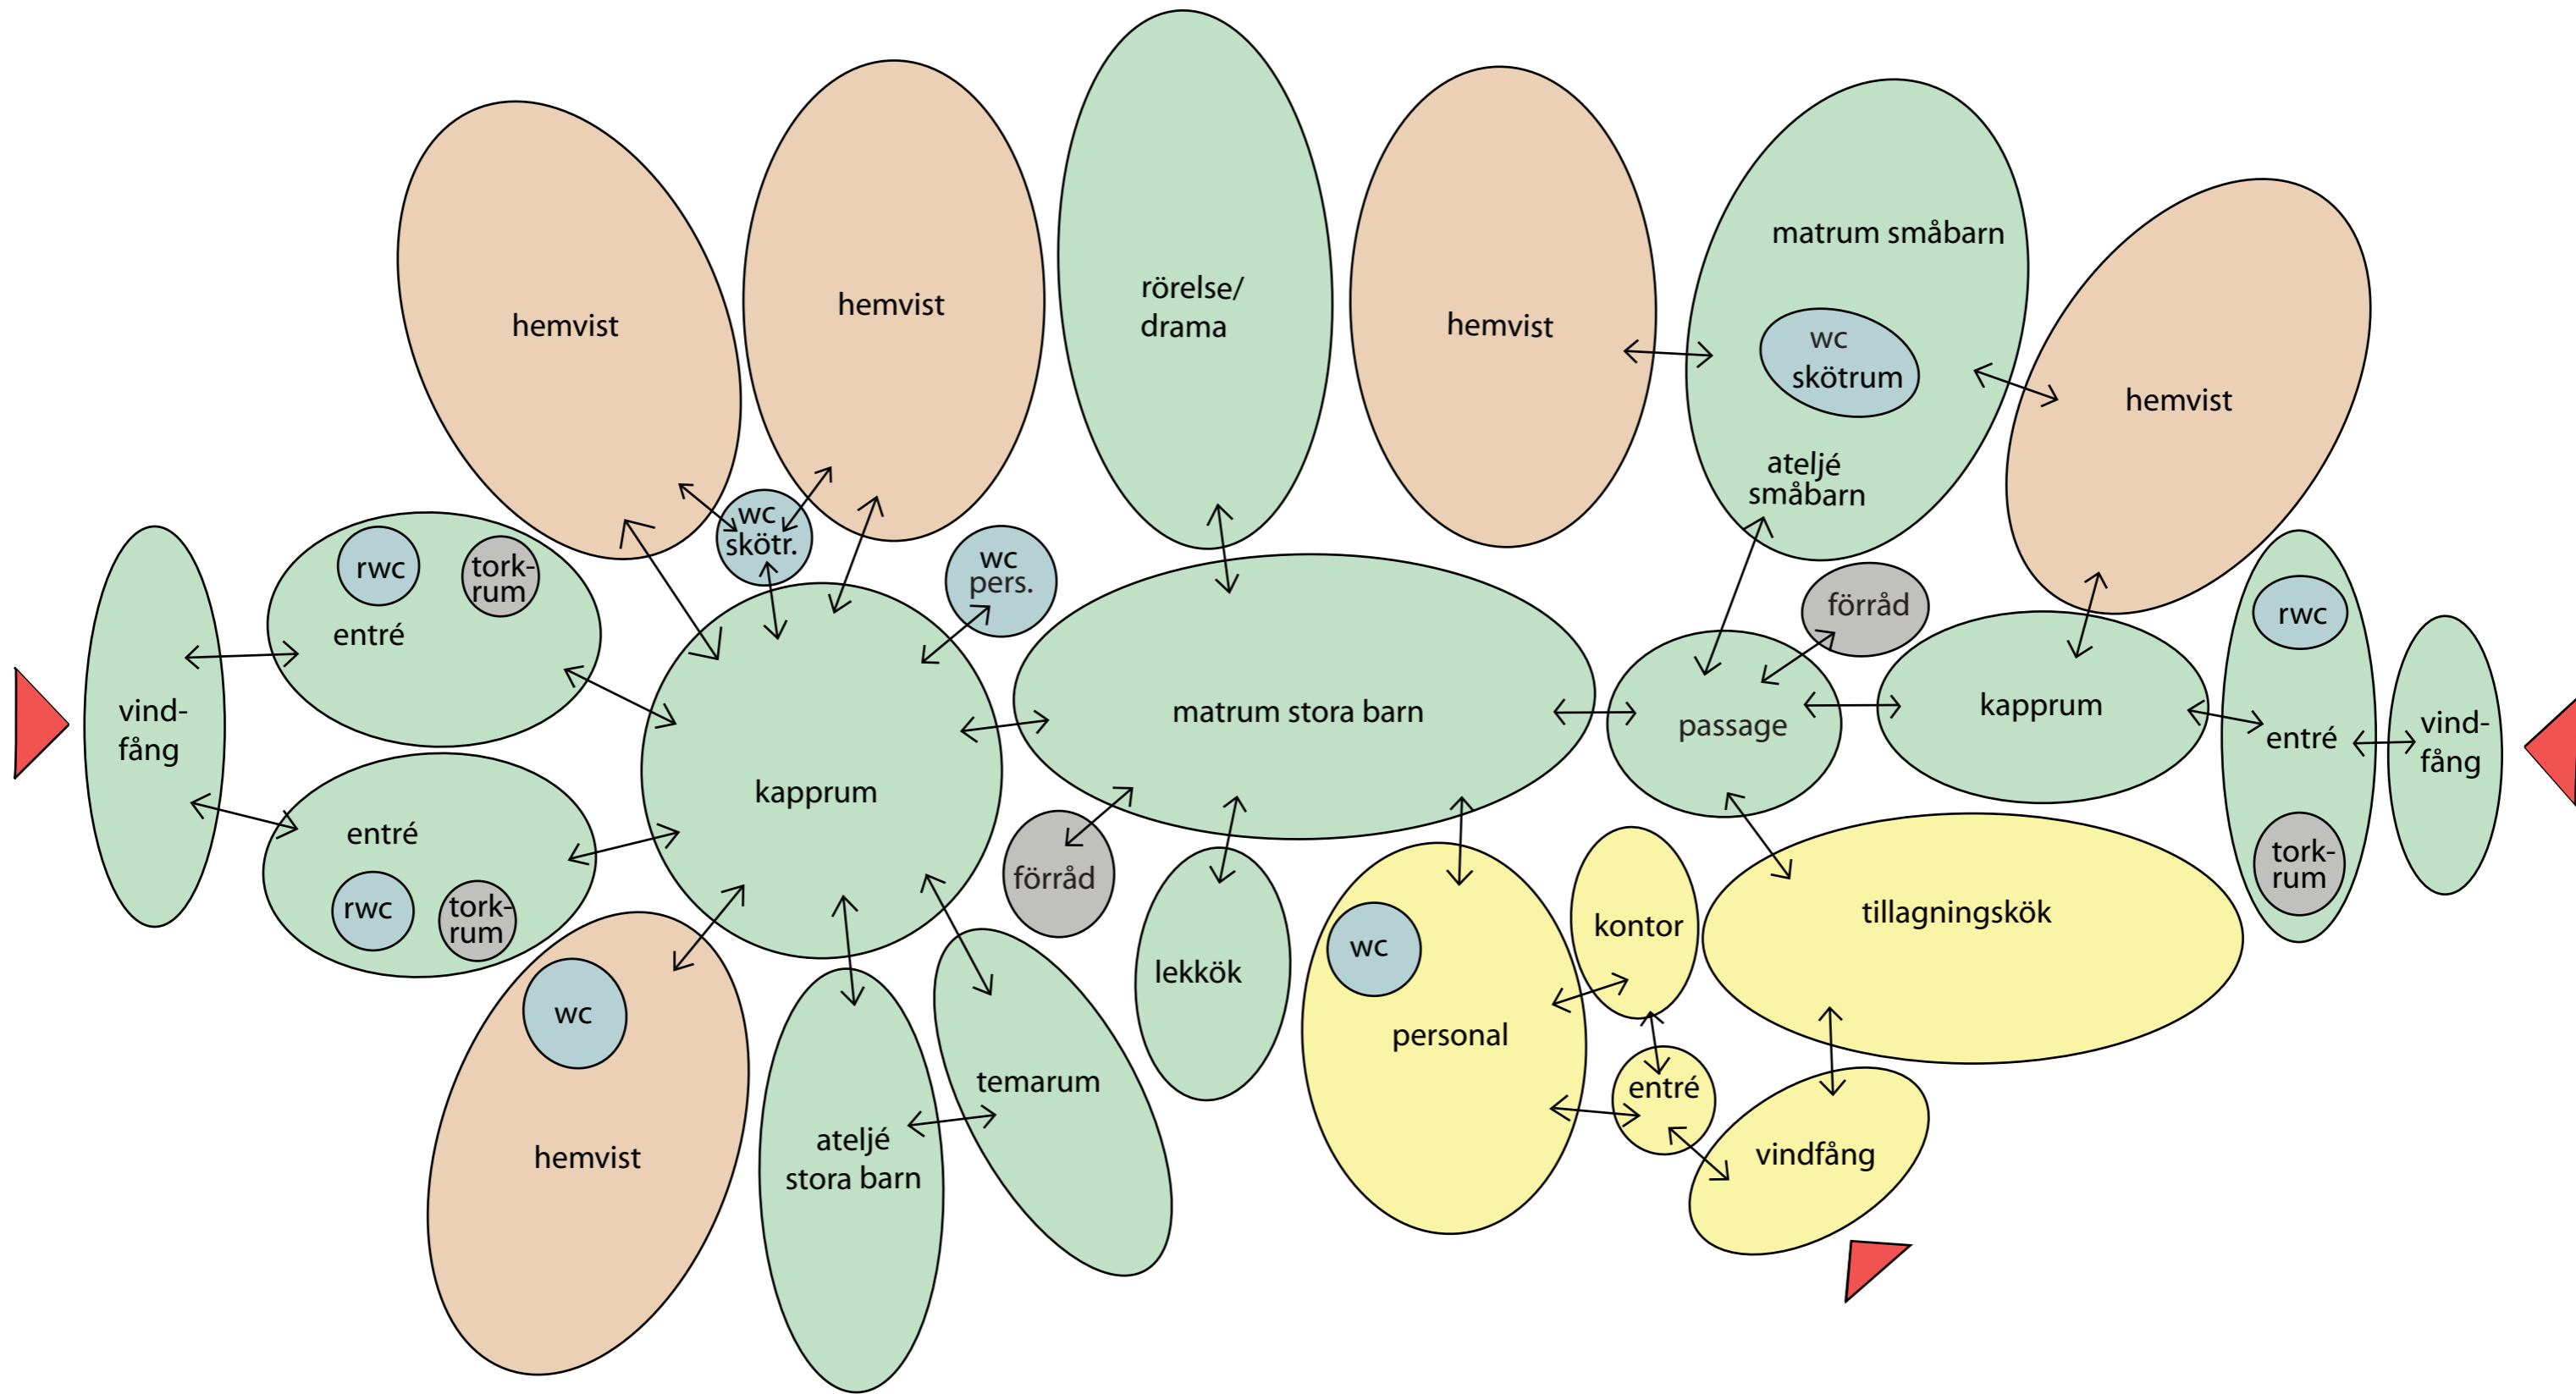 hemvist
hemvist
rörelse/
drama
hemvist
matrum småbarn
wc
skötrum
ateljé
småbarn
hemvist
wc
skötr.
wc
pers.
rwc
tork-
rum
entré
vind-
fång
entré
rwc
tork-
rum
kapprum
matrum stora barn
förråd
passage
kapprum
rwc
entré
tork-
rum
vind-
fång
förråd
lekkök
wc
personal
kontor
entré
tillagningskök
vindfång
wc
hemvist
ateljé
stora barn
temarum